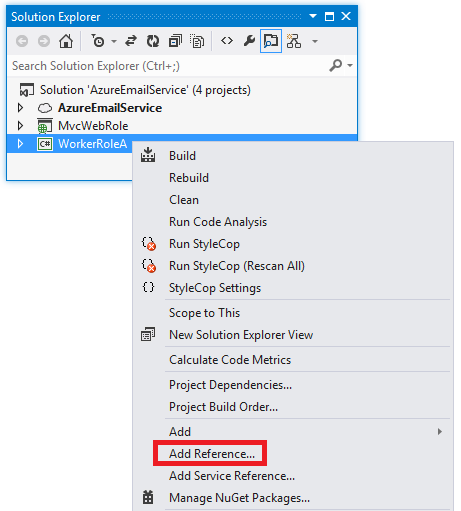 Solution Explorer
Search Solution Explorer (Ctrl+;)
Solution 'AzureEmailService' (4 projects)
AzureEmailService
MvcWebRole
C# WorkerRoleA
Build
Rebuild
Clean
Run Code Analysis
Run StyleCop
Run StyleCop (Rescan All)
{} StyleCop Settings
Scope to This
New Solution Explorer View
Calculate Code Metrics
Project Dependencies...
Project Build Order...
Add
Add Reference...
Add Service Reference...
Manage NuGet Packages...